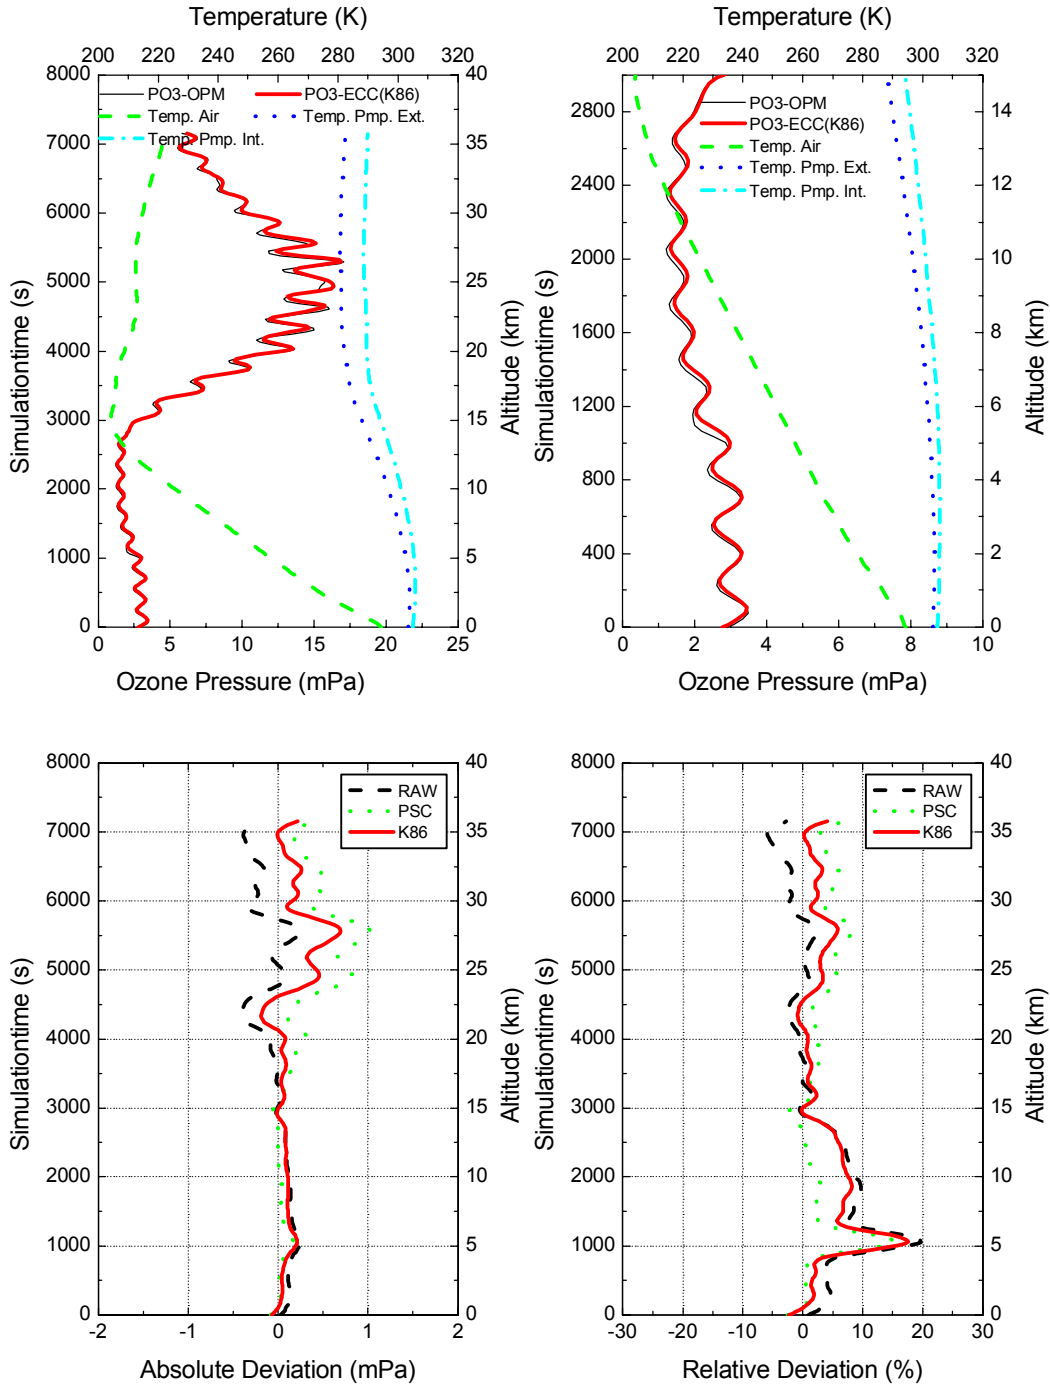 Temperature (K)
200 220 240 260 280 300 320
8000 7000 6000 5000 4000 3000 2000 1000 0
Simulationtime (s)
PO3-OPM PO3-ECC(K86)
Temp. Air Temp. Pmp. Ext.
Temp. Pmp. Int.
40 35 30 25 20 15 10 5 0
Altitude (km)
0 5 10 15 20 25
Ozone Pressure (mPa)
Temperature (K)
200 220 240 260 280 300 320
2800 2400 2000 1600 1200 800 400 0
Simulationtime (s)
PO3-OPM
PO3-ECC(K86)
Temp. Air
Temp. Pmp. Ext.
Temp. Pmp. Int.
14 12 10 8 6 4 2 0
Altitude (km)
0 2 4 6 8 10
Ozone Pressure (mPa)
8000 7000 6000 5000 4000 3000 2000 1000 0
Simulationtime (s)
RAW
PSC
K86
40 35 30 25 20 15 10 5 0
Altitude (km)
-2 -1 0 1 2
Absolute Deviation (mPa)
8000 7000 6000 5000 4000 3000 2000 1000 0
Simulationtime (s)
RAW
PSC
K86
40 35 30 25 20 15 10 5 0
Altitude (km)
-30 -20 -10 0 10 20 30
Relative Deviation (%)